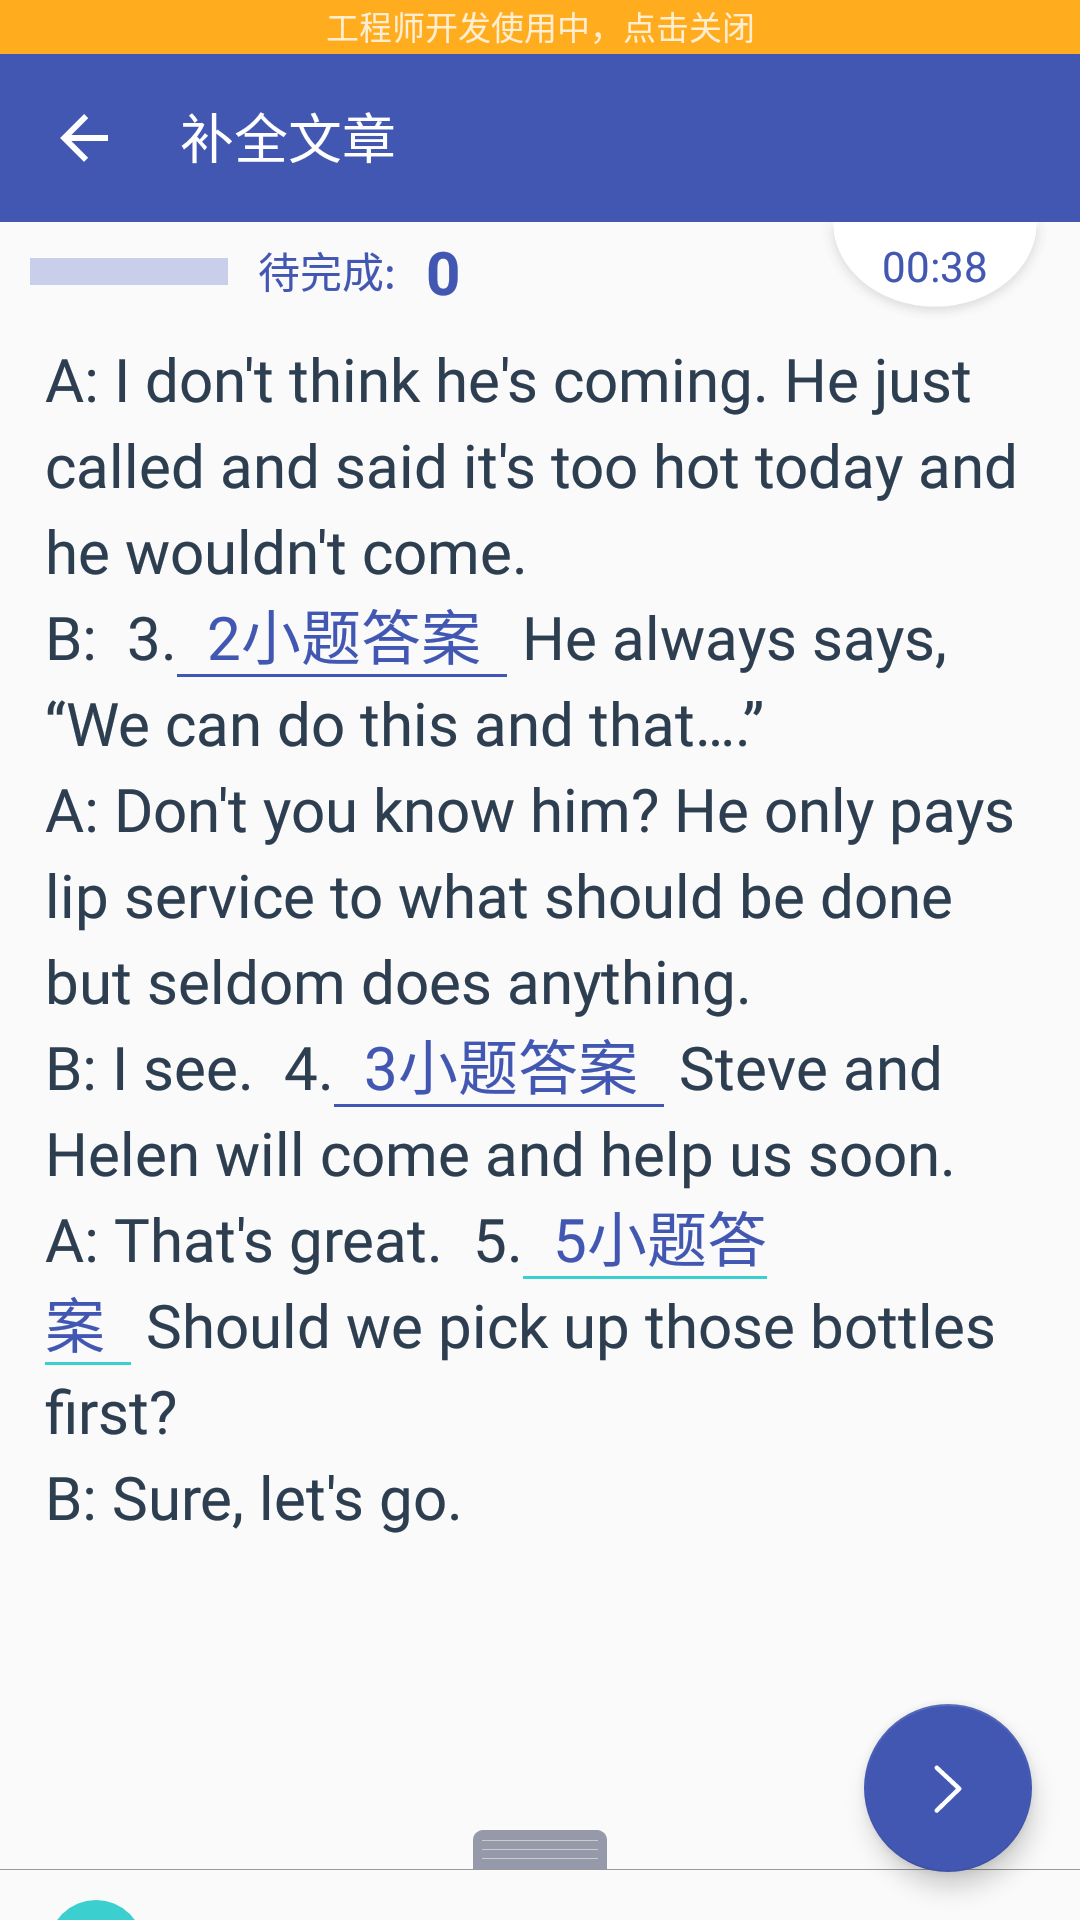 工程师开发使用中，点击关闭
补全文章
待完成: 0
00:38
A: I don't think he's coming. He just
called and said it's too hot today and
he wouldn't come.
B: 3. 2小题答案 He always says,
“We can do this and that….”
A: Don't you know him? He only pays
lip service to what should be done
but seldom does anything.
B: I see. 4. 3小题答案 Steve and
Helen will come and help us soon.
A: That's great. 5. 5小题答
案 Should we pick up those bottles
first?
B: Sure, let's go.